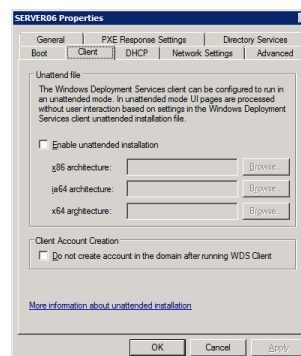 SERVER06 Properties
General PXE Response Settings Directory Services
Boot Client DHCP Network Settings Advanced
Unattend file
The Windows Deployment Services client can be configured to run in
an unattended mode. In unattended mode UI pages are processed
without user interaction based on settings in the Windows Deployment
Services client unattended installation file.
Enable unattended installation
x86 architecture: Browse...
ia64 architecture: Browse...
x64 architecture: Browse...
Client Account Creation
Do not create account in the domain after running WDS Client
More information about unattended installation
OK Cancel Apply